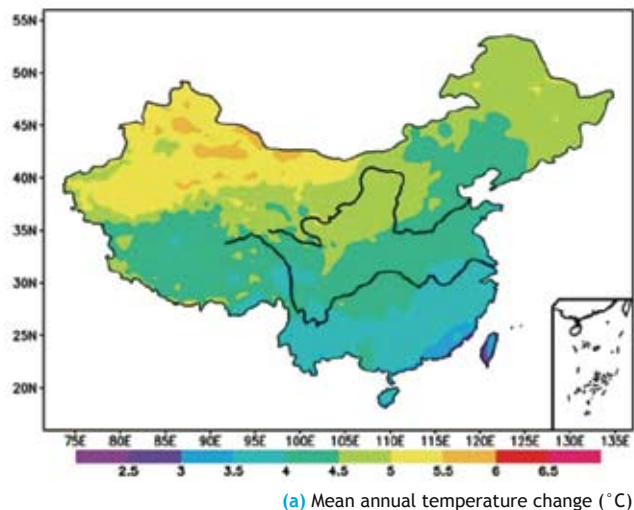 55N
50N
45N
40N
35N
30N
25N
20N
75E 80E 85E 90E 95E 100E 105E 110E 115E 120E 125E 130E 135E
2.5 3 3.5 4 4.5 5 5.5 6 6.5
(a) Mean annual temperature change (°C)